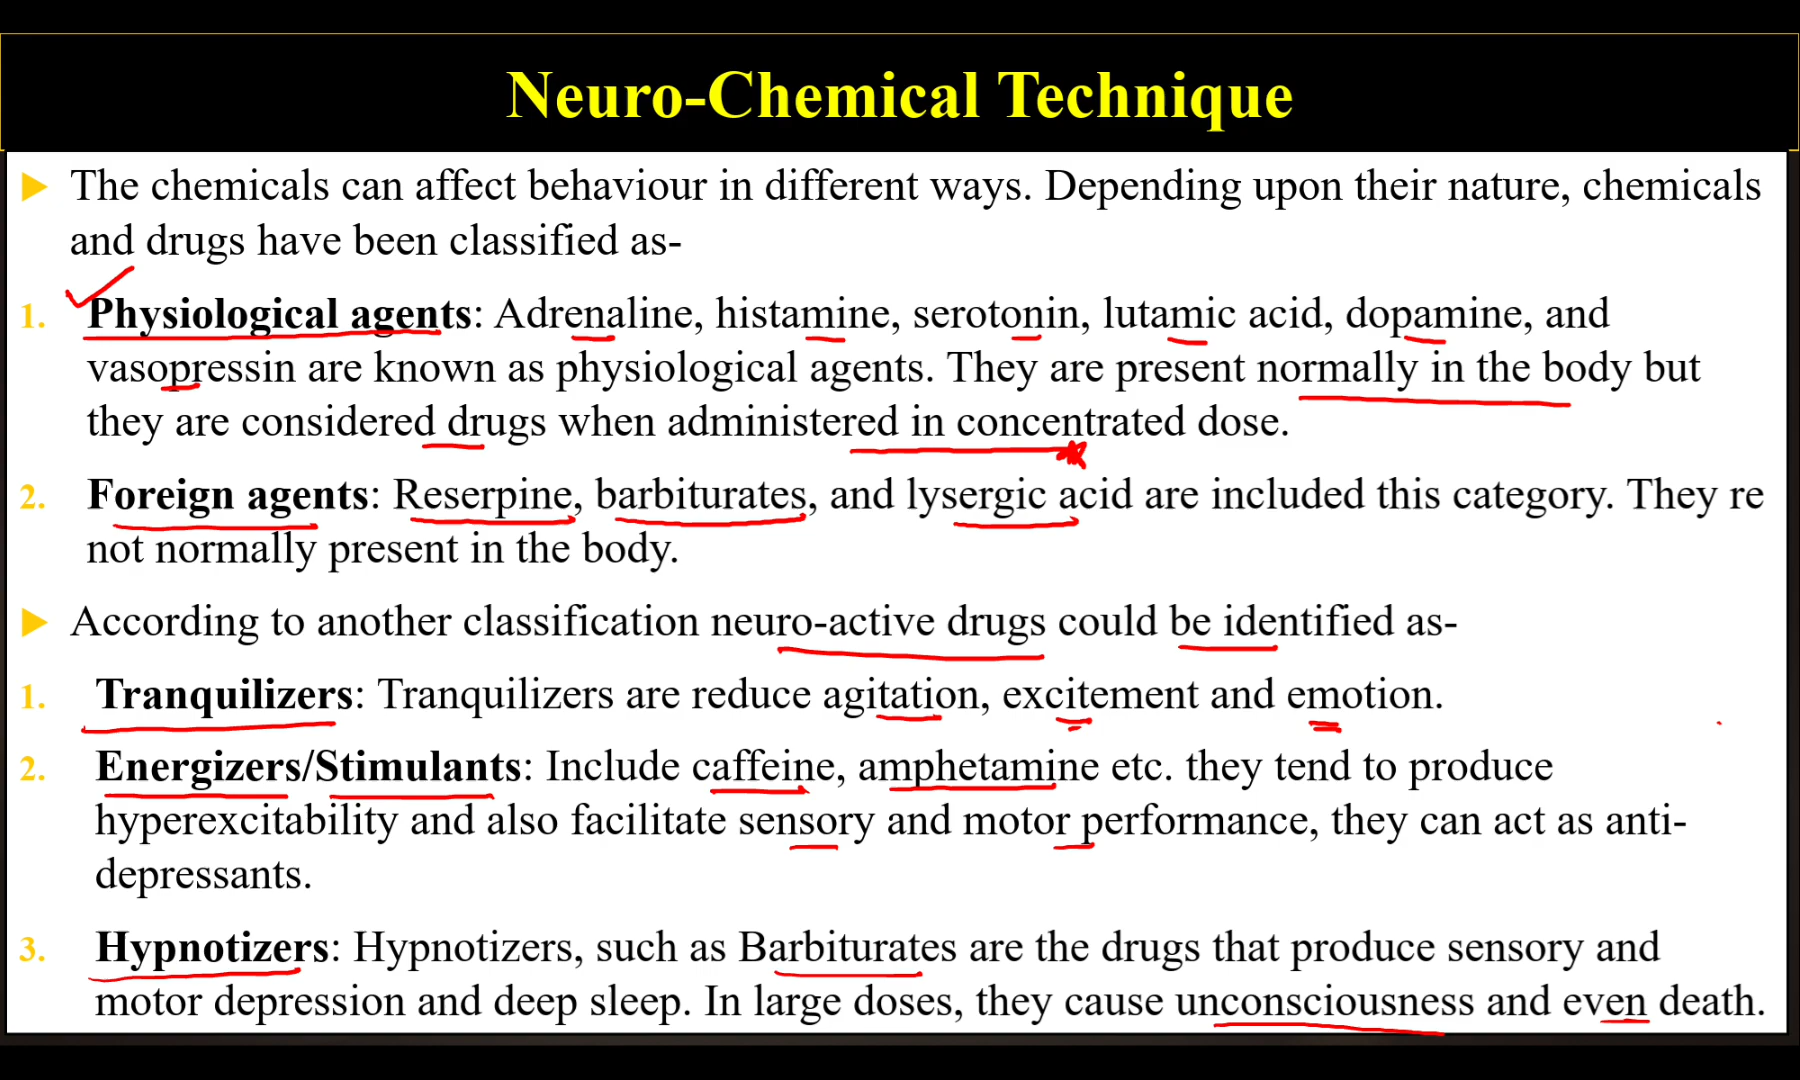 Neuro-Chemical Technique
The chemicals can affect behaviour in different ways. Depending upon their nature, chemicals
and drugs have been classified as-
1. Physiological agents: Adrenaline, histamine, serotonin, lutamic acid, dopamine, and
vasopressin are known as physiological agents. They are present normally in the body but
they are considered drugs when administered in concentrated dose.
2. Foreign agents: Reserpine, barbiturates, and lysergic acid are included this category. They re
not normally present in the body.
According to another classification neuro-active drugs could be identified as-
1. Tranquilizers: Tranquilizers are reduce agitation, excitement and emotion.
2. Energizers/Stimulants: Include caffeine, amphetamine etc. they tend to produce
hyperexcitability and also facilitate sensory and motor performance, they can act as anti-
depressants.
3. Hypnotizers: Hypnotizers, such as Barbiturates are the drugs that produce sensory and
motor depression and deep sleep. In large doses, they cause unconsciousness and even death.